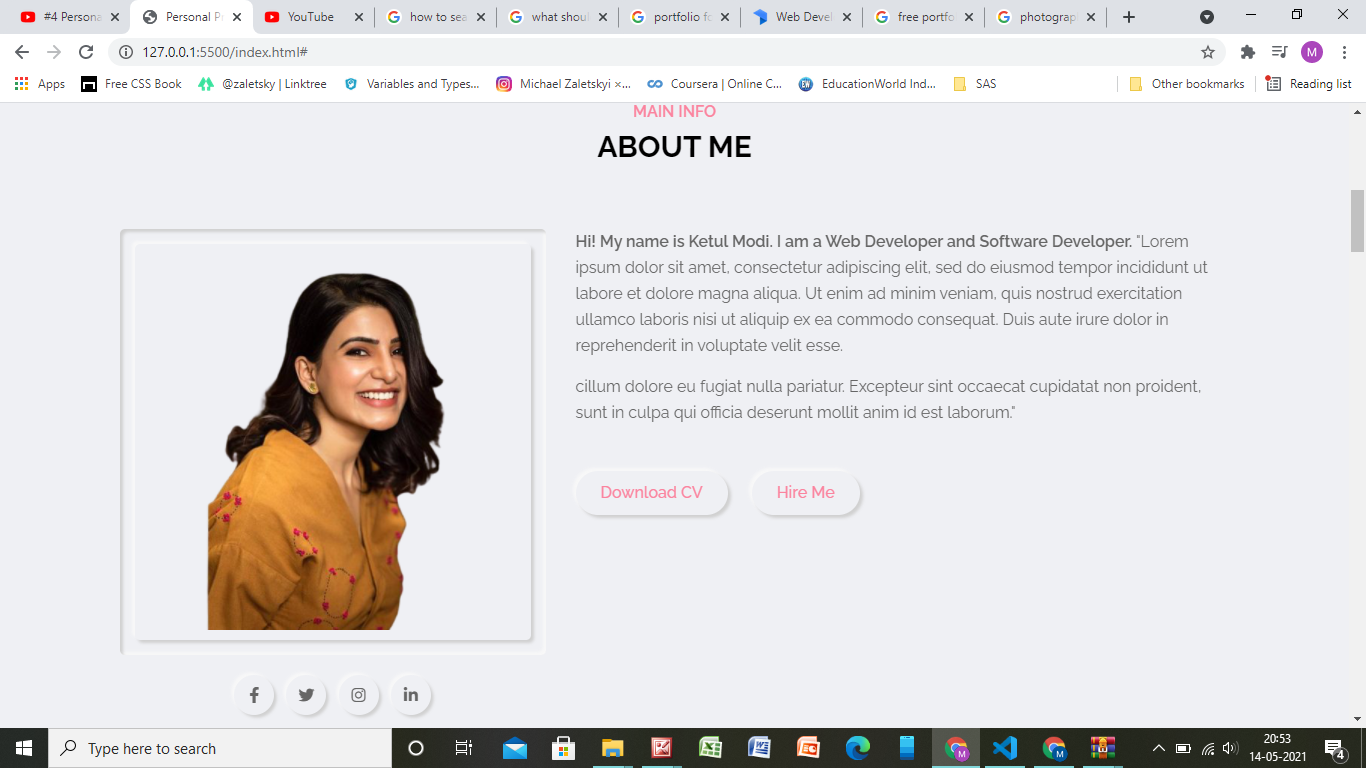 #4 Persona
Personal P
YouTube
how to sea
what shoul
portfolio fo
Web Devel
free portfo
photograp
127.0.0.1:5500/index.html#
M
Apps
Free CSS Book
@zaletsky | Linktree
Variables and Types...
Michael Zaletskyi ×...
Coursera | Online C...
EducationWorld Ind...
SAS
Other bookmarks
Reading list
MAIN INFO
ABOUT ME
Hi! My name is Ketul Modi. I am a Web Developer and Software Developer. "Lorem
ipsum dolor sit amet, consectetur adipiscing elit, sed do eiusmod tempor incididunt ut
labore et dolore magna aliqua. Ut enim ad minim veniam, quis nostrud exercitation
ullamco laboris nisi ut aliquip ex ea commodo consequat. Duis aute irure dolor in
reprehenderit in voluptate velit esse.
cillum dolore eu fugiat nulla pariatur. Excepteur sint occaecat cupidatat non proident,
sunt in culpa qui officia deserunt mollit anim id est laborum."
Download CV
Hire Me
Type here to search
20:53
14-05-2021
4